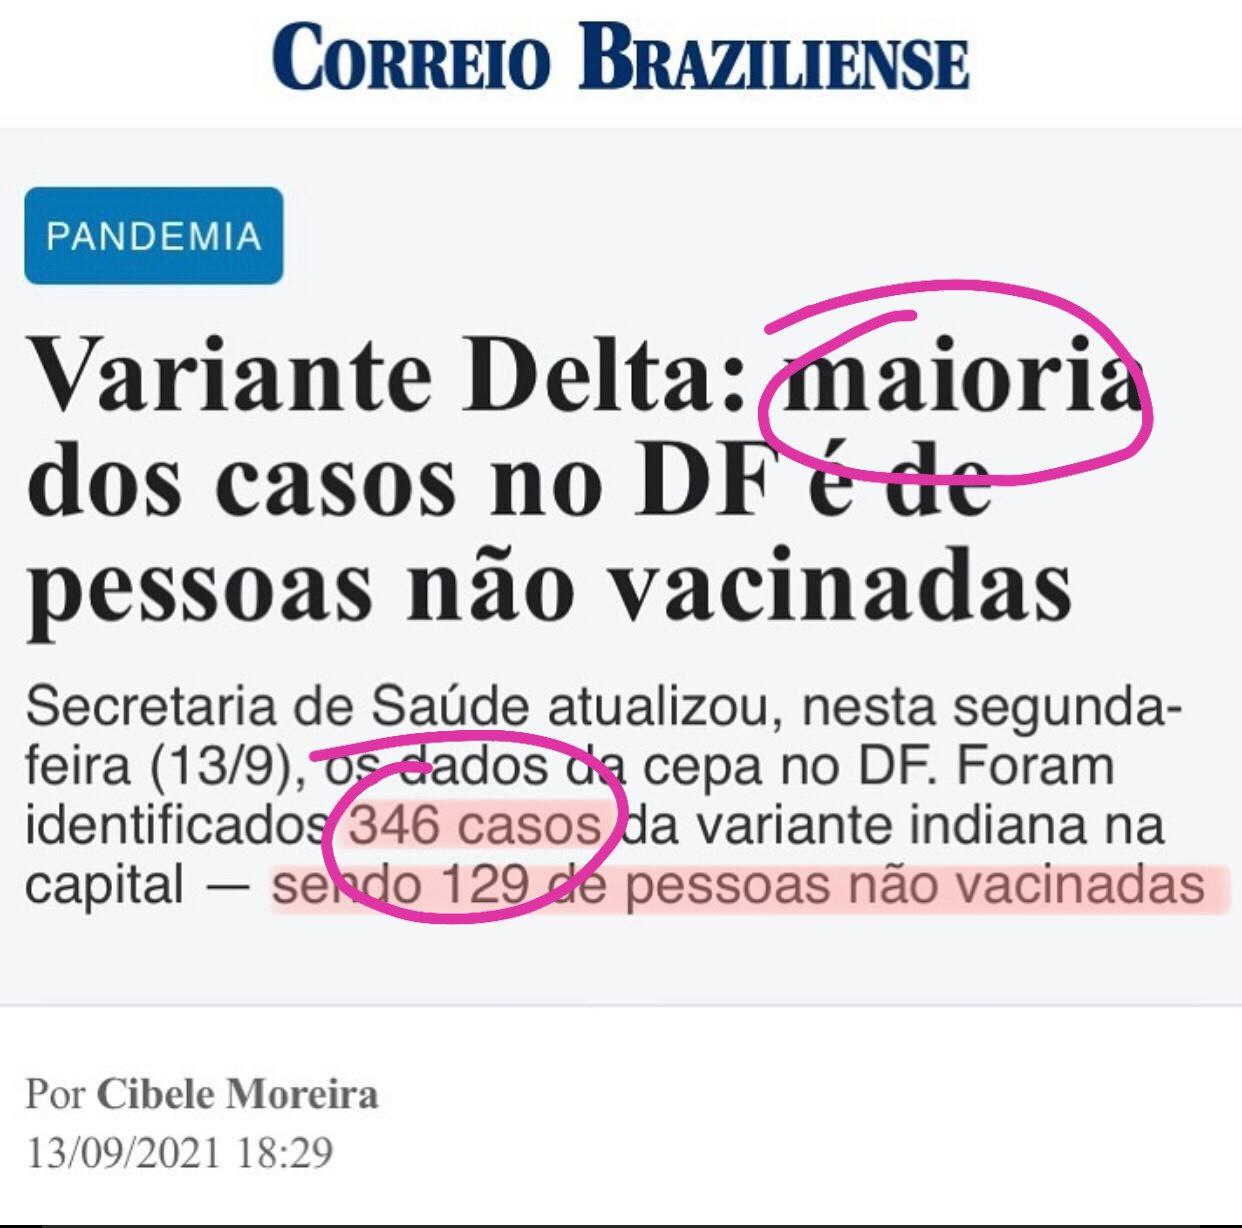 CORREIO BRAZILIENSE
PANDEMIA
Variante Delta: maioria
dos casos no DF é de
pessoas não vacinadas
Secretaria de Saúde atualizou, nesta segunda-
feira (13/9), os dados da cepa no DF. Foram
identificados 346 casos da variante indiana na
capital — sendo 129 de pessoas não vacinadas
Por Cibele Moreira
13/09/2021 18:29